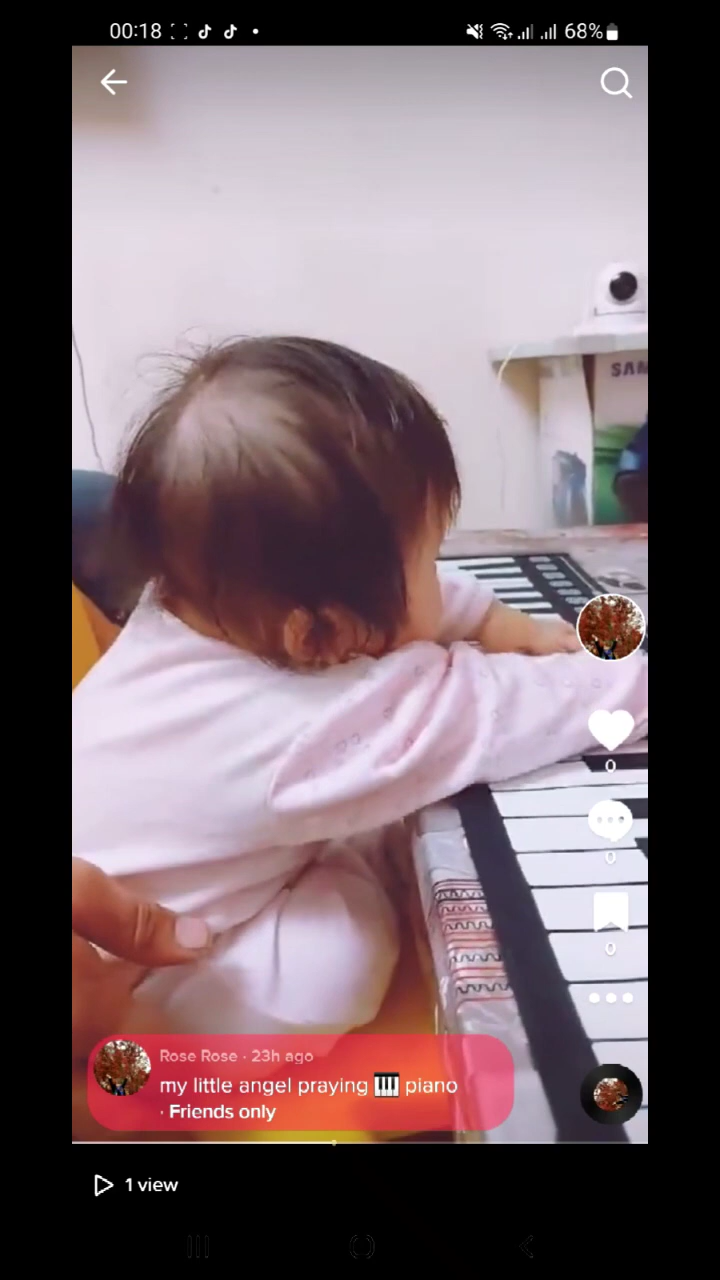 00:18 68%
SAM
0
0
0
Rose Rose · 23h ago
my little angel praying 🎹 piano
· Friends only
1 view